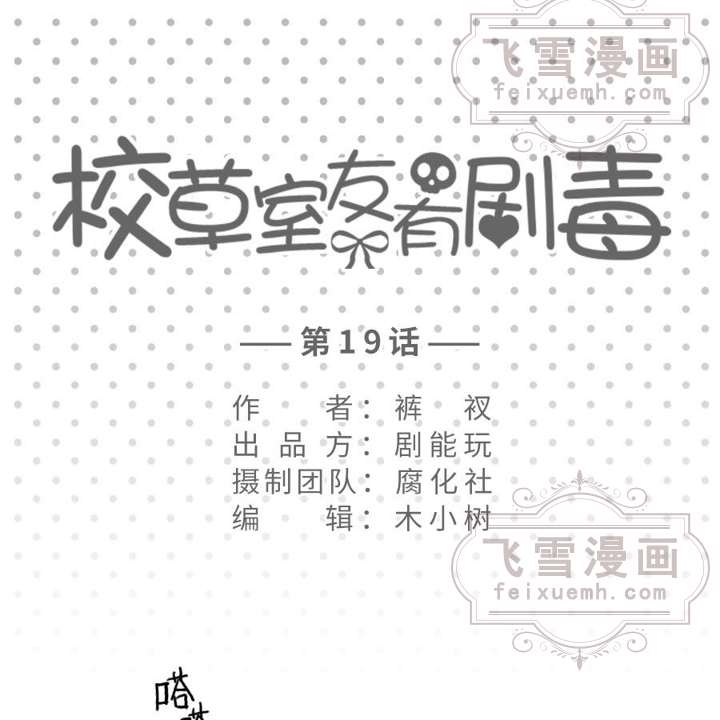 飞雪漫画
feixuemh.com
校草室友有剧毒
第19话
作者：裤衩
出品方：剧能玩
摄制团队：腐化社
编辑：木小树
飞雪漫画
feixuemh.com
嗒